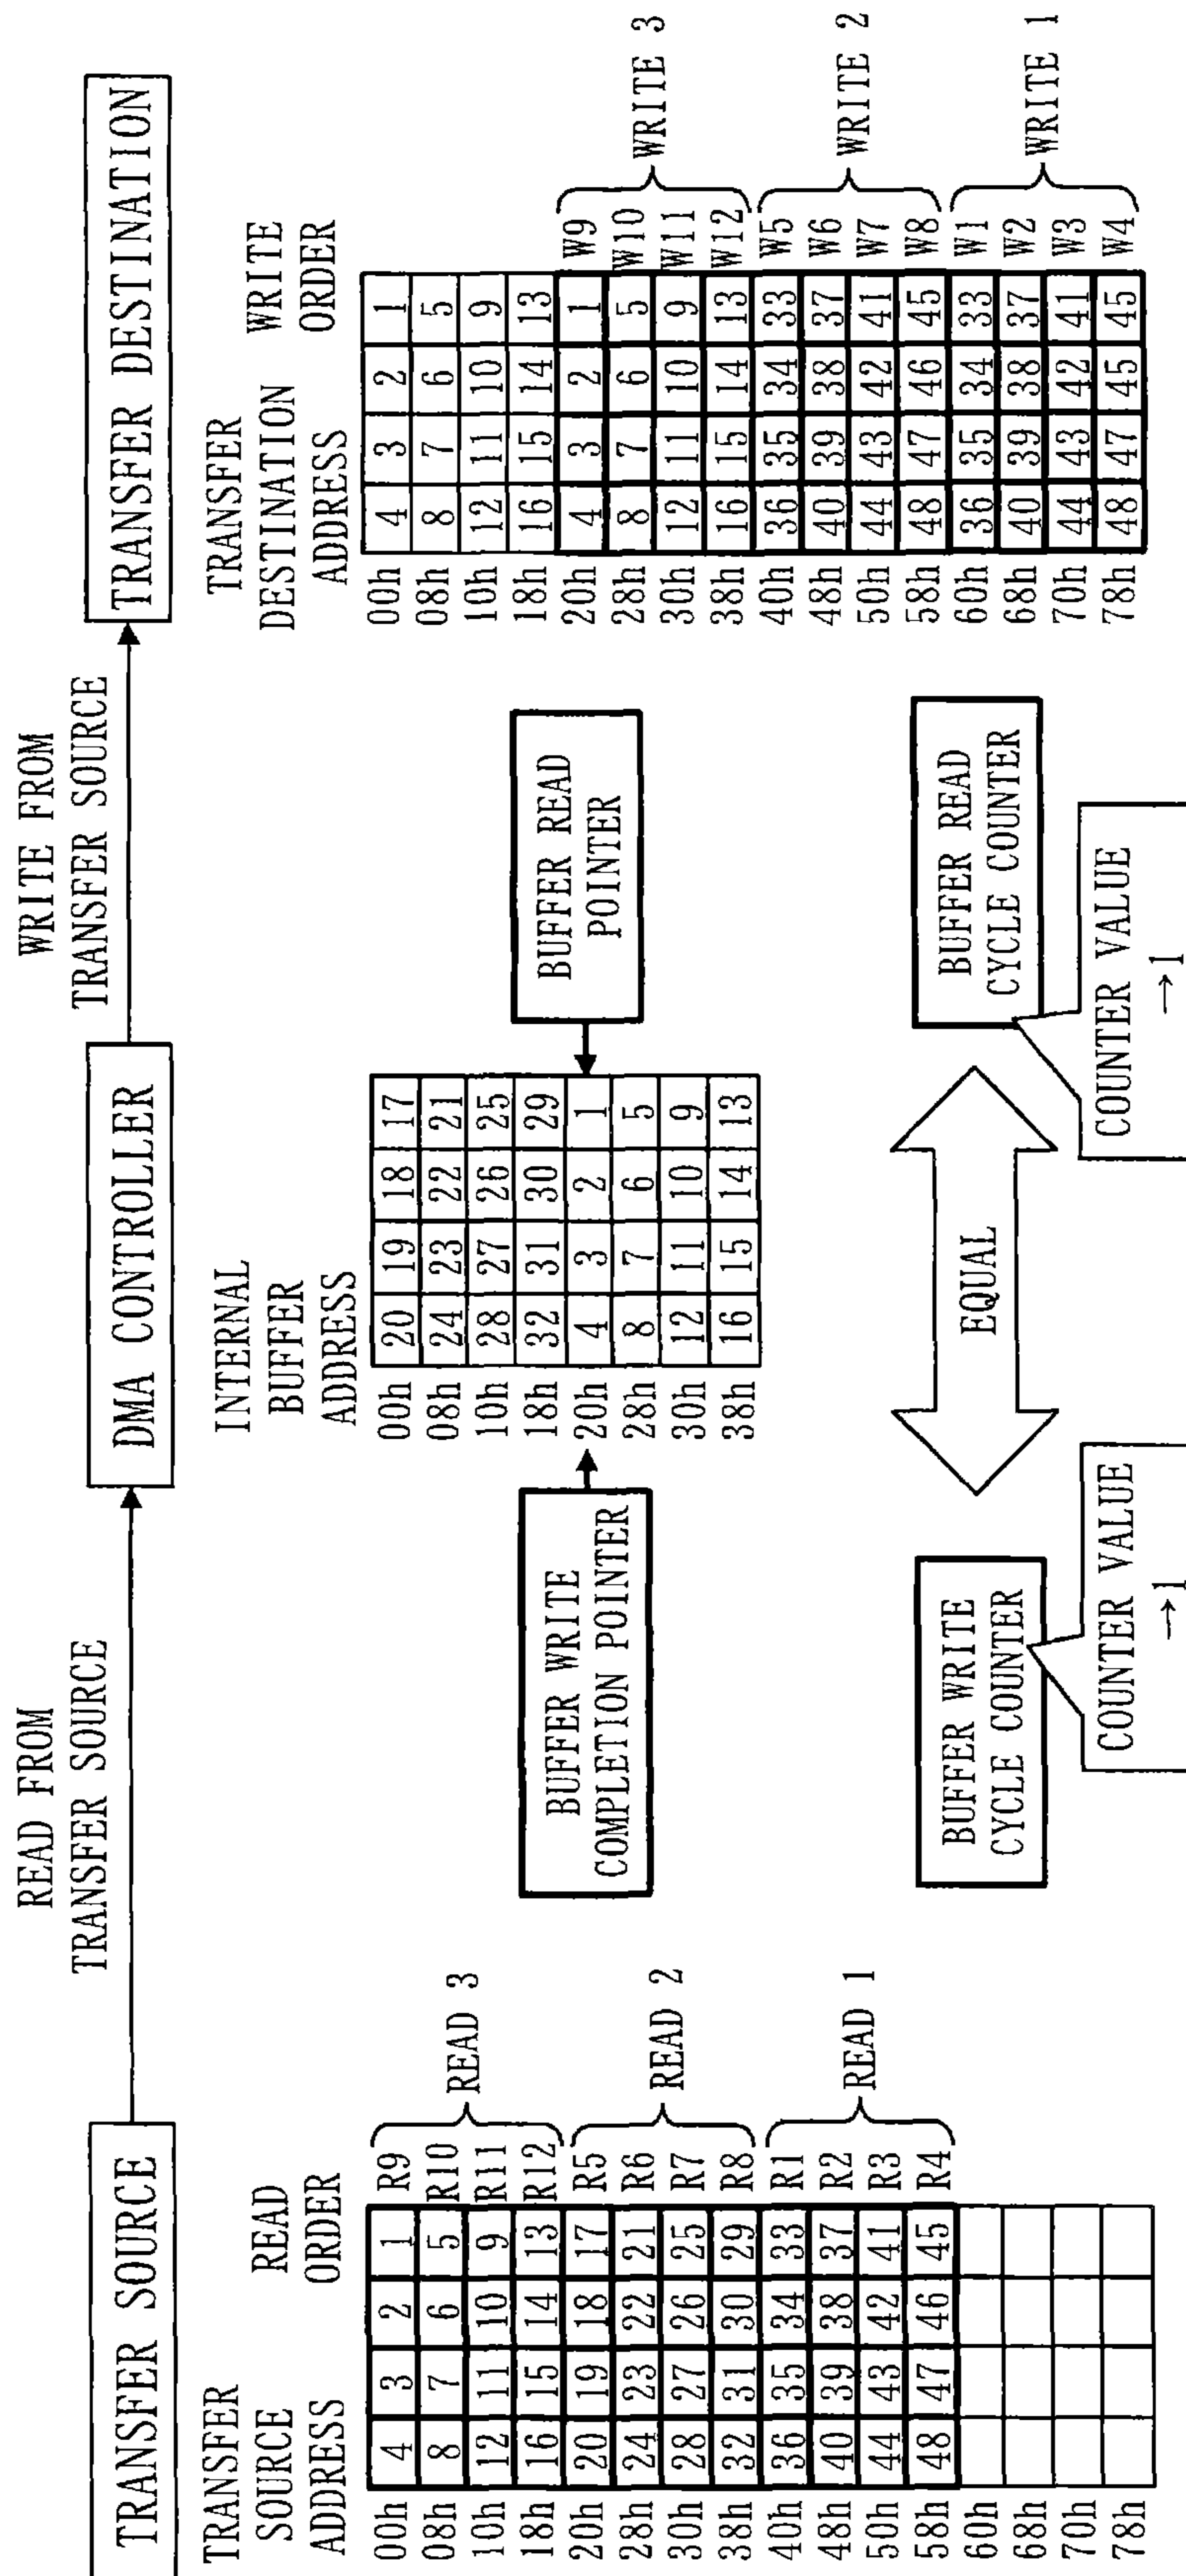 READ FROM
TRANSFER SOURCE
WRITE FROM
TRANSFER SOURCE
TRANSFER SOURCE
DMA CONTROLLER
TRANSFER DESTINATION
TRANSFER
SOURCE
ADDRESS
READ
ORDER
00h 4 3 2 1 R9
08h 8 7 6 5 R10
10h 12 11 10 9 R11
18h 16 15 14 13 R12
20h 20 19 18 17 R5
28h 24 23 22 21 R6
30h 28 27 26 25 R7
38h 32 31 30 29 R8
40h 36 35 34 33 R1
48h 40 39 38 37 R2
50h 44 43 42 41 R3
58h 48 47 46 45 R4
60h
68h
70h
78h
READ 3
READ 2
READ 1
INTERNAL
BUFFER
ADDRESS
00h 20 19 18 17
08h 24 23 22 21
10h 28 27 26 25
18h 32 31 30 29
20h 4 3 2 1
28h 8 7 6 5
30h 12 11 10 9
38h 16 15 14 13
BUFFER WRITE
COMPLETION POINTER
BUFFER READ
POINTER
BUFFER WRITE
CYCLE COUNTER
EQUAL
BUFFER READ
CYCLE COUNTER
COUNTER VALUE
→1
COUNTER VALUE
→1
TRANSFER
DESTINATION
ADDRESS
WRITE
ORDER
00h 4 3 2 1
08h 8 7 6 5
10h 12 11 10 9
18h 16 15 14 13
20h 4 3 2 1 W9
28h 8 7 6 5 W10
30h 12 11 10 9 W11
38h 16 15 14 13 W12
40h 36 35 34 33 W5
48h 40 39 38 37 W6
50h 44 43 42 41 W7
58h 48 47 46 45 W8
60h 36 35 34 33 W1
68h 40 39 38 37 W2
70h 44 43 42 41 W3
78h 48 47 45 45 W4
WRITE 3
WRITE 2
WRITE 1